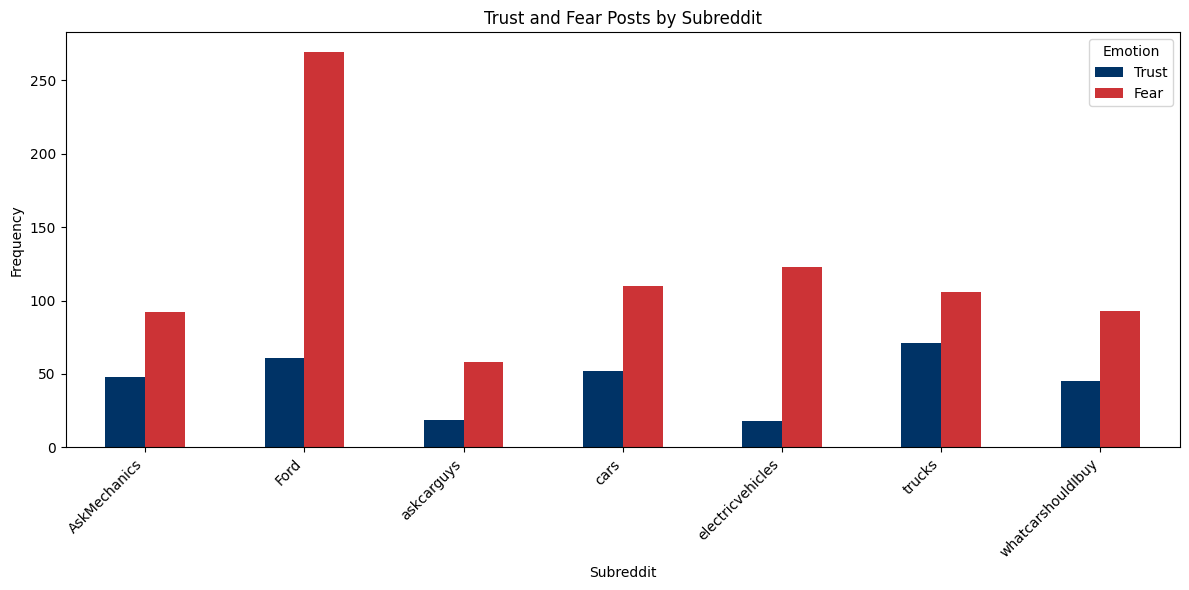 Trust and Fear Posts by Subreddit
Emotion
Trust
Fear
Frequency
250
200
150
100
50
0
AskMechanics
Ford
askcarguys
cars
electricvehicles
trucks
whatcarshouldIbuy
Subreddit